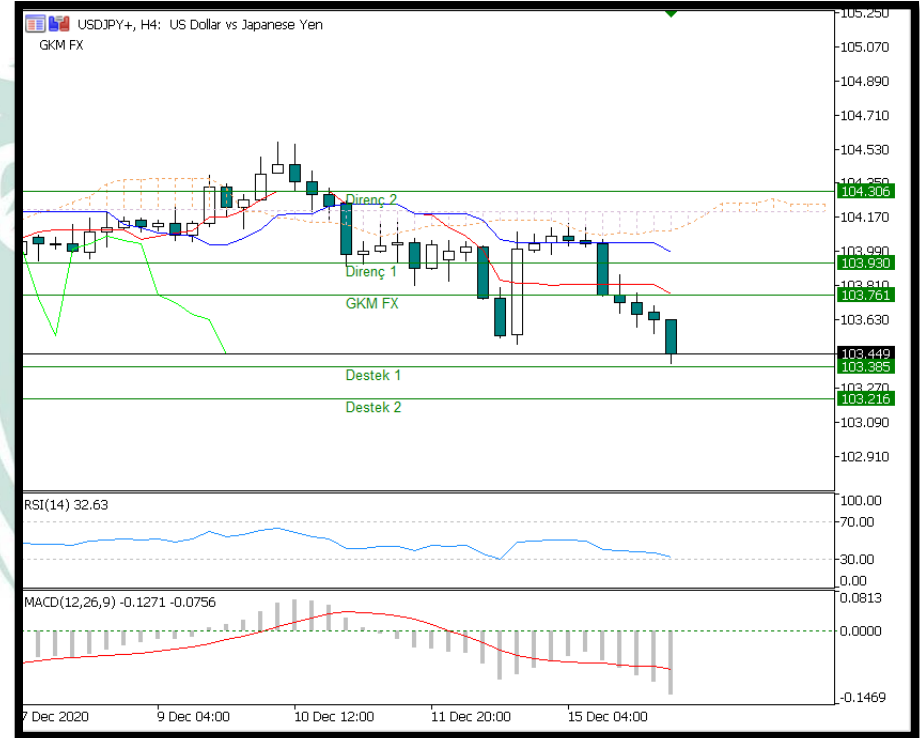 USDJPY+, H4: US Dollar vs Japanese Yen
GKM FX
105.250
105.070
104.890
104.710
104.530
104.350
104.306
Direnç 2
104.170
103.990
103.930
Direnç 1
103.810
103.761
GKM FX
103.630
103.449
103.385
Destek 1
103.270
103.216
Destek 2
103.090
102.910
RSI(14) 32.63
100.00
70.00
30.00
0.00
MACD(12,26,9) -0.1271 -0.0756
0.0813
0.0000
-0.1469
7 Dec 2020
9 Dec 04:00
10 Dec 12:00
11 Dec 20:00
15 Dec 04:00